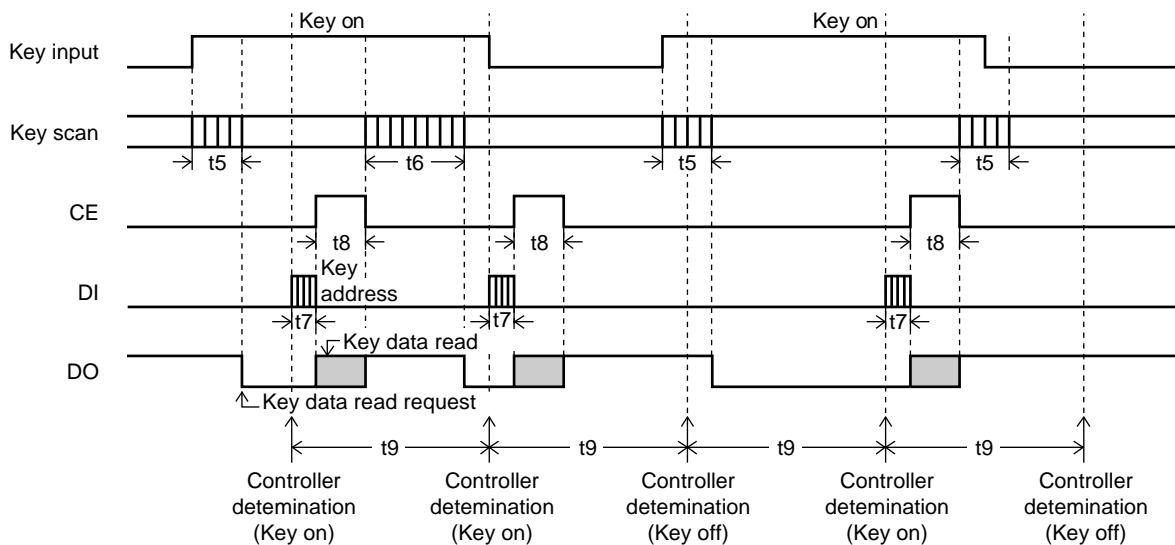 Key on Key on
Key input
Key scan
t5 t6 t5 t5
CE
t8 t8 t8
Key
address
DI
t7 t7 t7
Key data read
DO
Key data read request
t9 t9 t9 t9
Controller Controller Controller Controller Controller
detemination detemination detemination detemination detemination
(Key on) (Key on) (Key off) (Key on) (Key off)